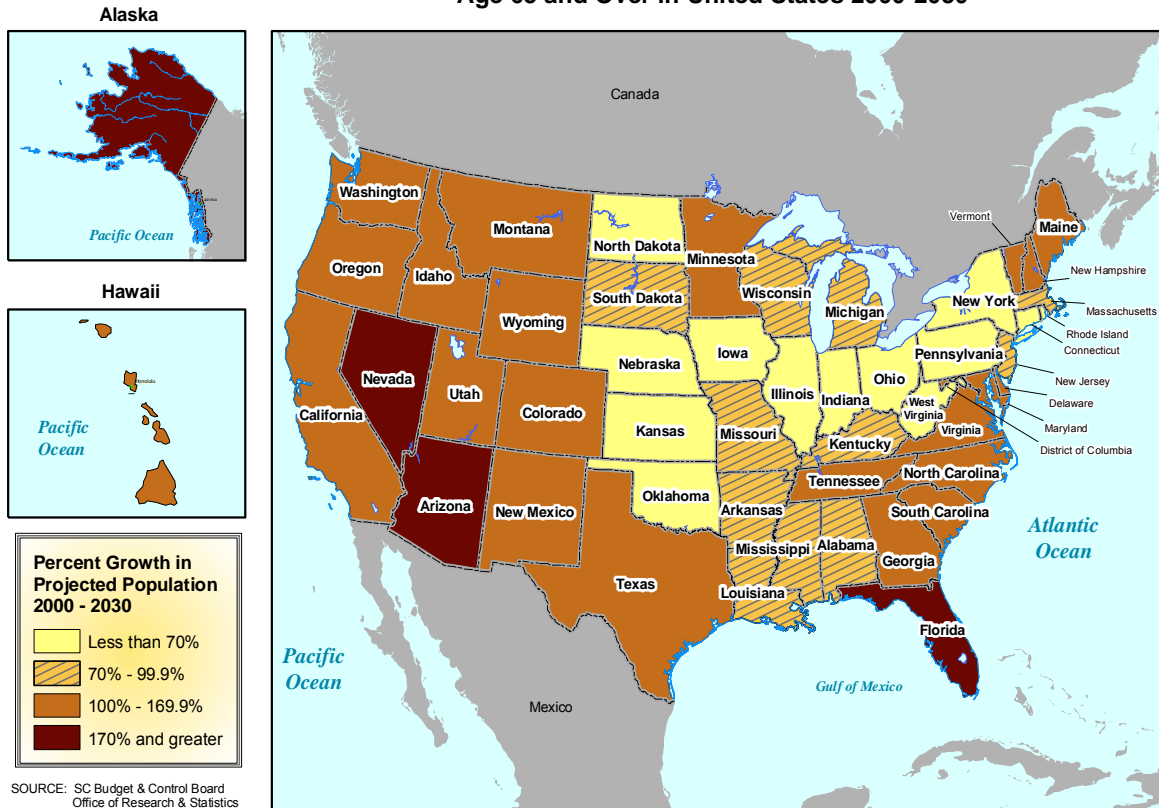 Alaska
Pacific Ocean
Hawaii
Honolulu
Pacific
Ocean
Percent Growth in
Projected Population
2000 - 2030
Less than 70%
70% - 99.9%
100% - 169.9%
170% and greater
SOURCE: SC Budget & Control Board
Office of Research & Statistics
Canada
Washington
Montana
North Dakota
Minnesota
Vermont
Maine
Oregon
Idaho
South Dakota
Wisconsin
Michigan
New York
New Hampshire
Massachusetts
Rhode Island
Connecticut
Wyoming
Nebraska
Iowa
Pennsylvania
New Jersey
Nevada
Utah
Colorado
Illinois
Indiana
Ohio
West
Virginia
Virginia
Delaware
Maryland
District of Columbia
California
Kansas
Missouri
Kentucky
Arizona
New Mexico
Oklahoma
Arkansas
Tennessee
North Carolina
South Carolina
Texas
Louisiana
Mississippi
Alabama
Georgia
Florida
Atlantic
Ocean
Pacific
Ocean
Gulf of Mexico
Mexico